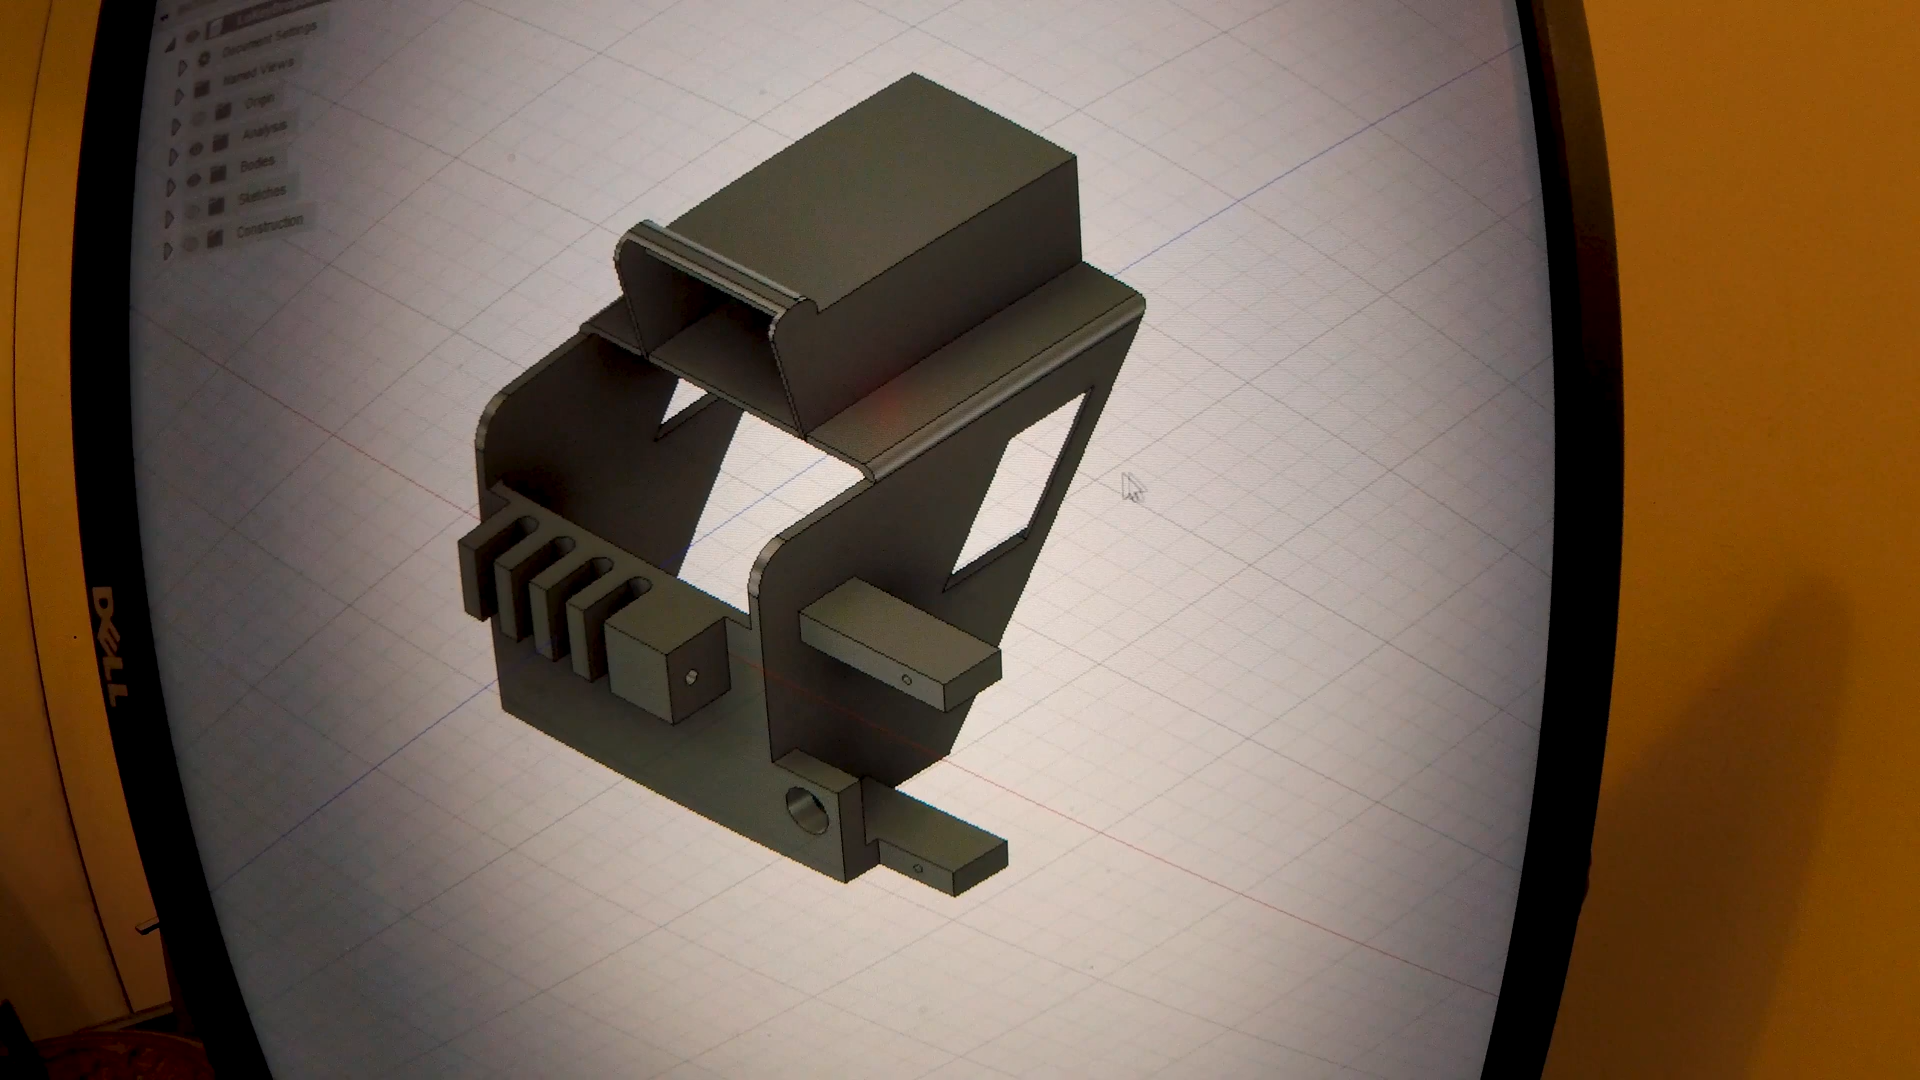 Document Settings
Named Views
Origin
Analysis
Bodies
Sketches
Construction
DELL